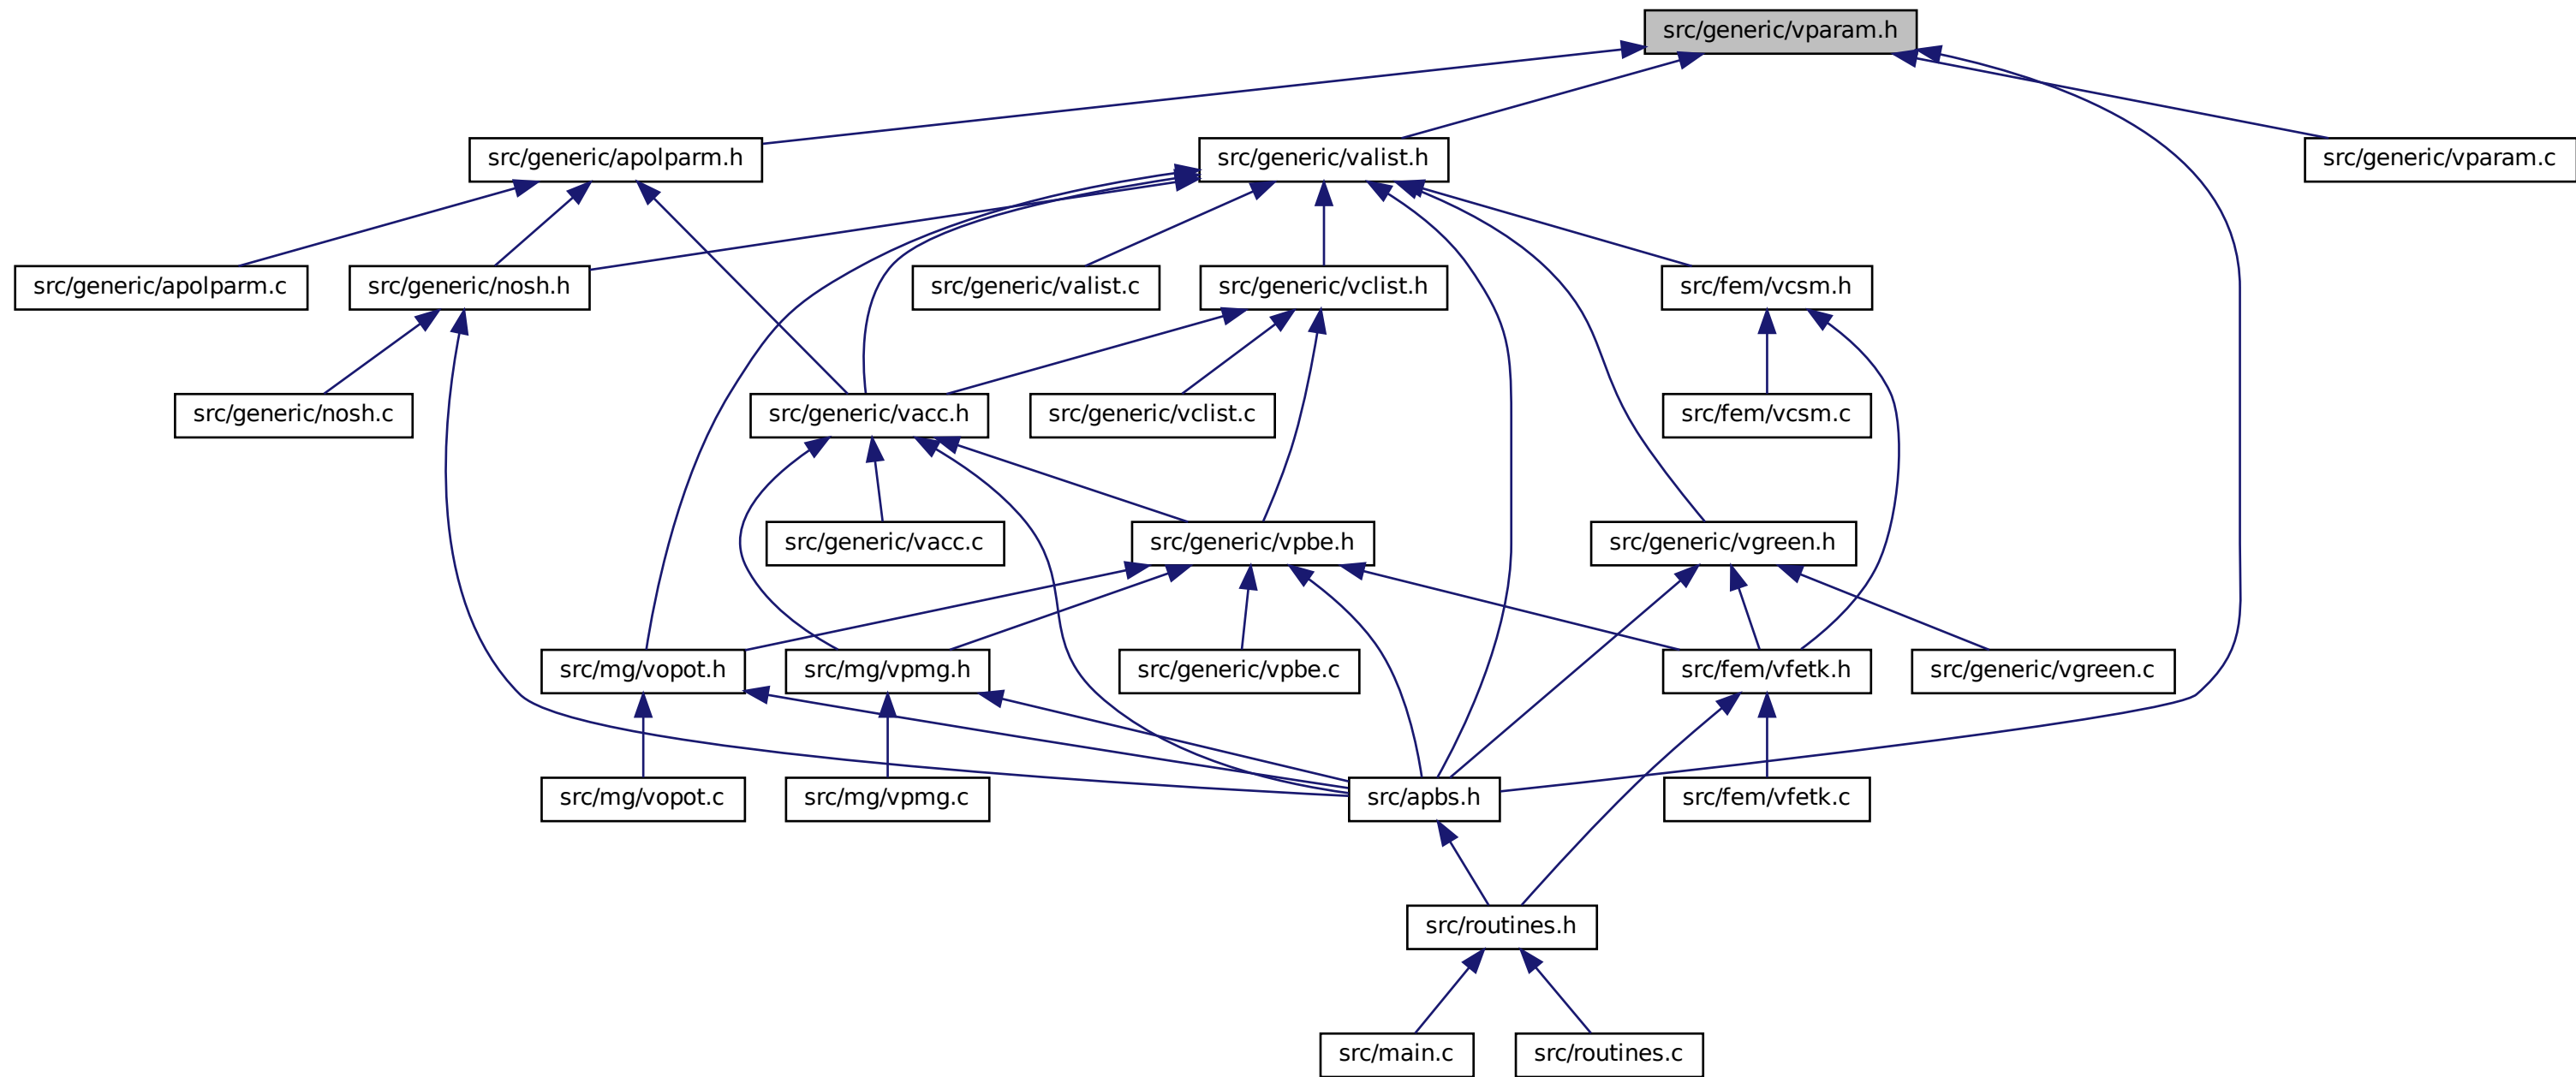 src/generic/vparam.h
src/generic/apolparm.h
src/generic/valist.h
src/generic/vparam.c
src/generic/apolparm.c
src/generic/nosh.h
src/generic/valist.c
src/generic/vclist.h
src/fem/vcsm.h
src/generic/nosh.c
src/generic/vacc.h
src/generic/vclist.c
src/fem/vcsm.c
src/generic/vacc.c
src/generic/vpbe.h
src/generic/vgreen.h
src/mg/vopot.h
src/mg/vpmg.h
src/generic/vpbe.c
src/fem/vfetk.h
src/generic/vgreen.c
src/mg/vopot.c
src/mg/vpmg.c
src/apbs.h
src/fem/vfetk.c
src/routines.h
src/main.c
src/routines.c